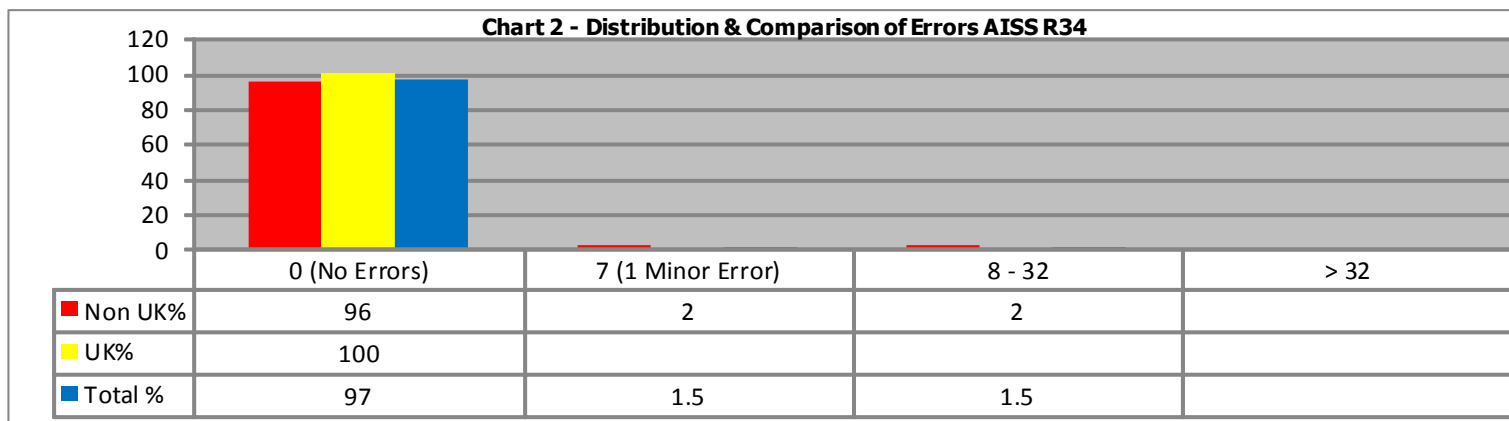 Chart 2 - Distribution & Comparison of Errors AISS R34
120
100
80
60
40
20
0
0 (No Errors) 7 (1 Minor Error) 8 - 32 > 32
Non UK% 96 2 2
UK% 100
Total % 97 1.5 1.5